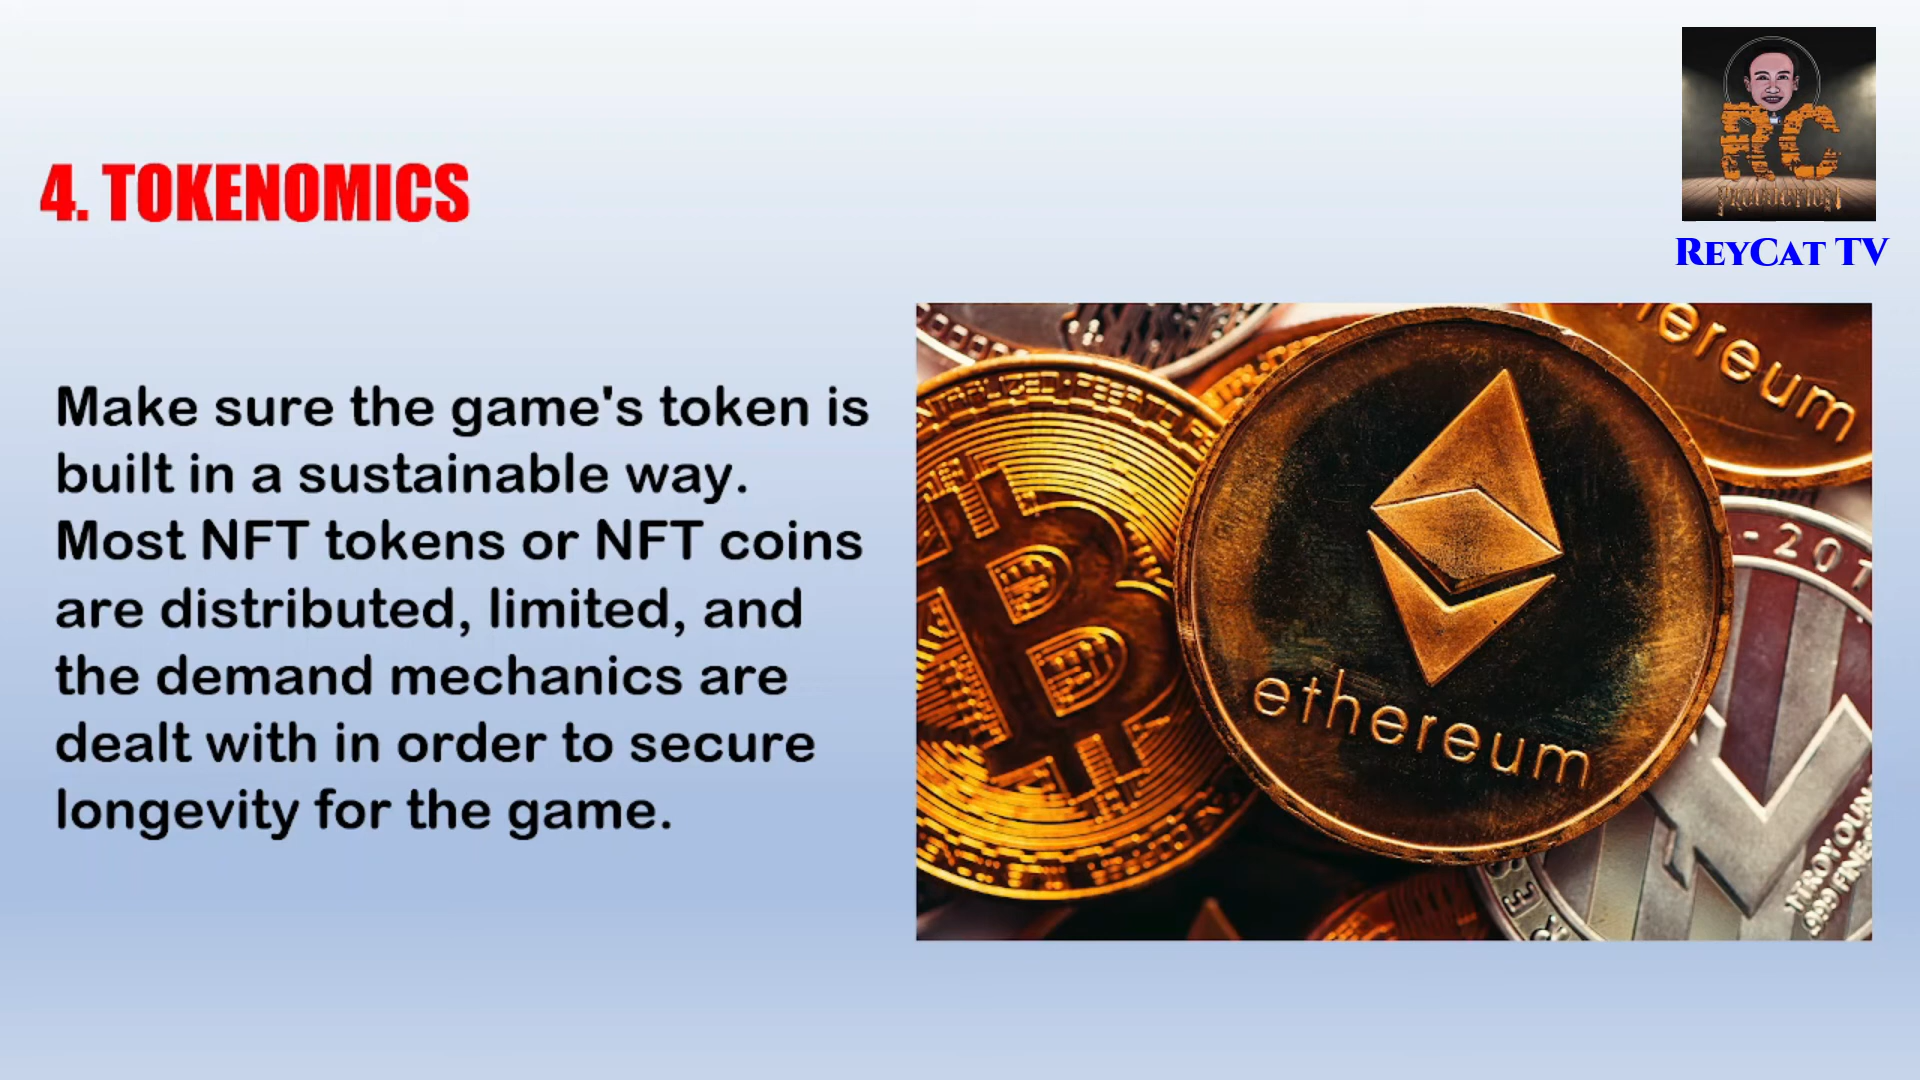 4. TOKENOMICS
RC
PRODUCTION
REYCAT TV
Make sure the game's token is
built in a sustainable way.
Most NFT tokens or NFT coins
are distributed, limited, and
the demand mechanics are
dealt with in order to secure
longevity for the game.
ereum
ethereum